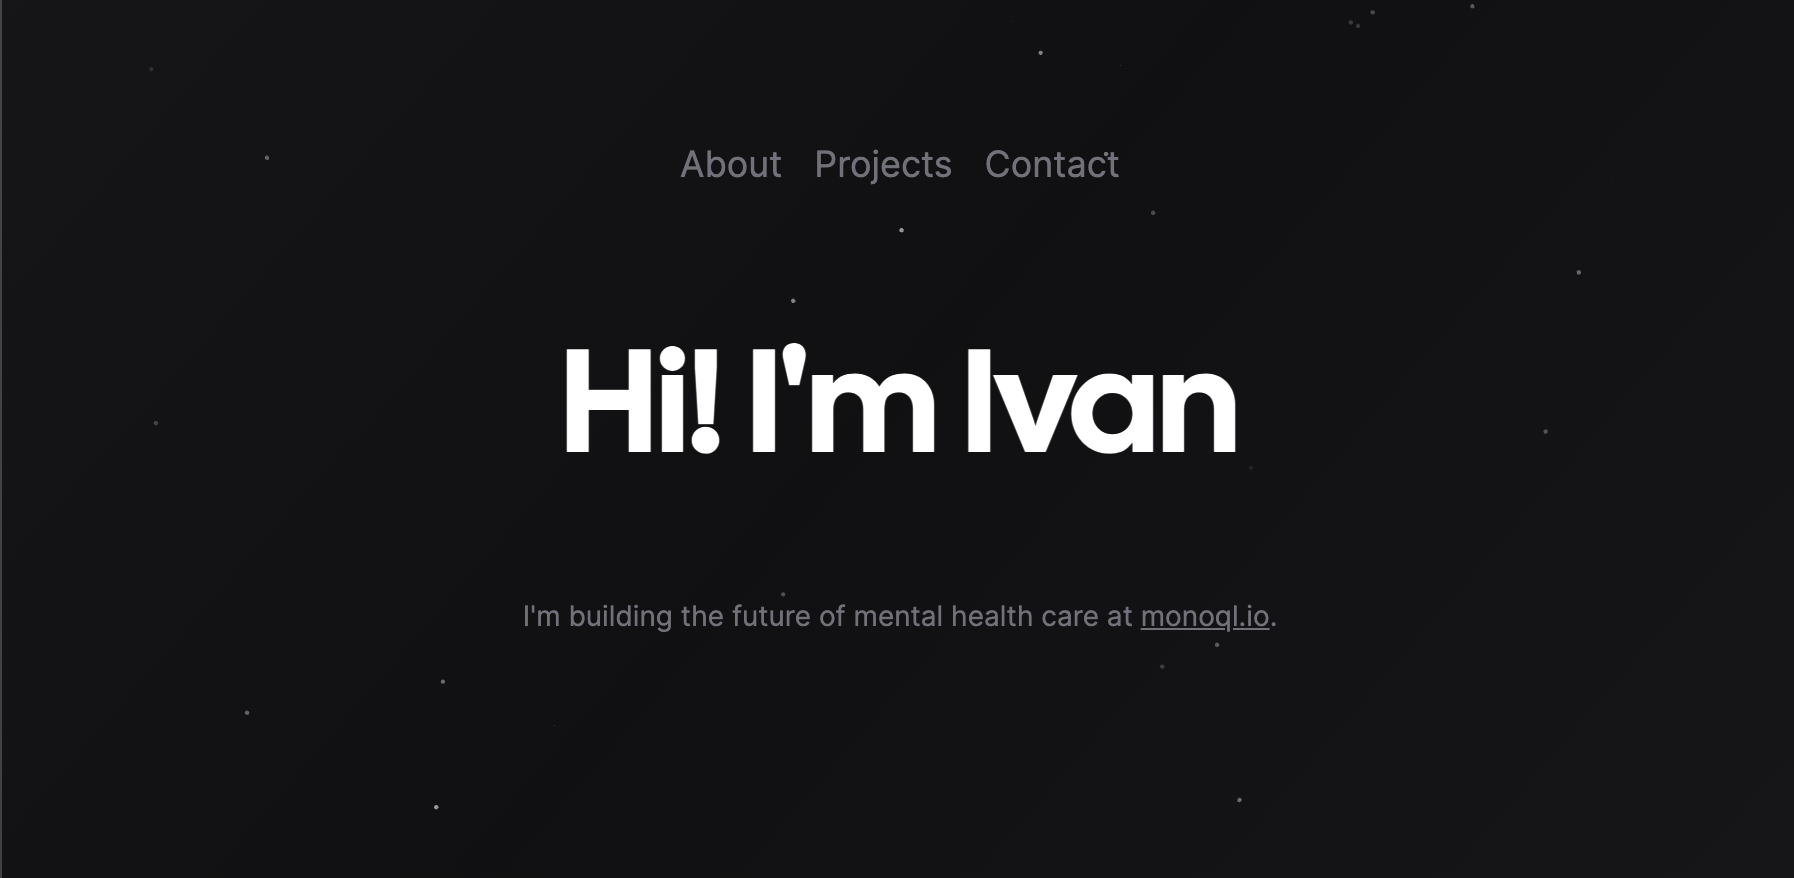 About Projects Contact
Hi! I'm Ivan
I'm building the future of mental health care at monoql.io.